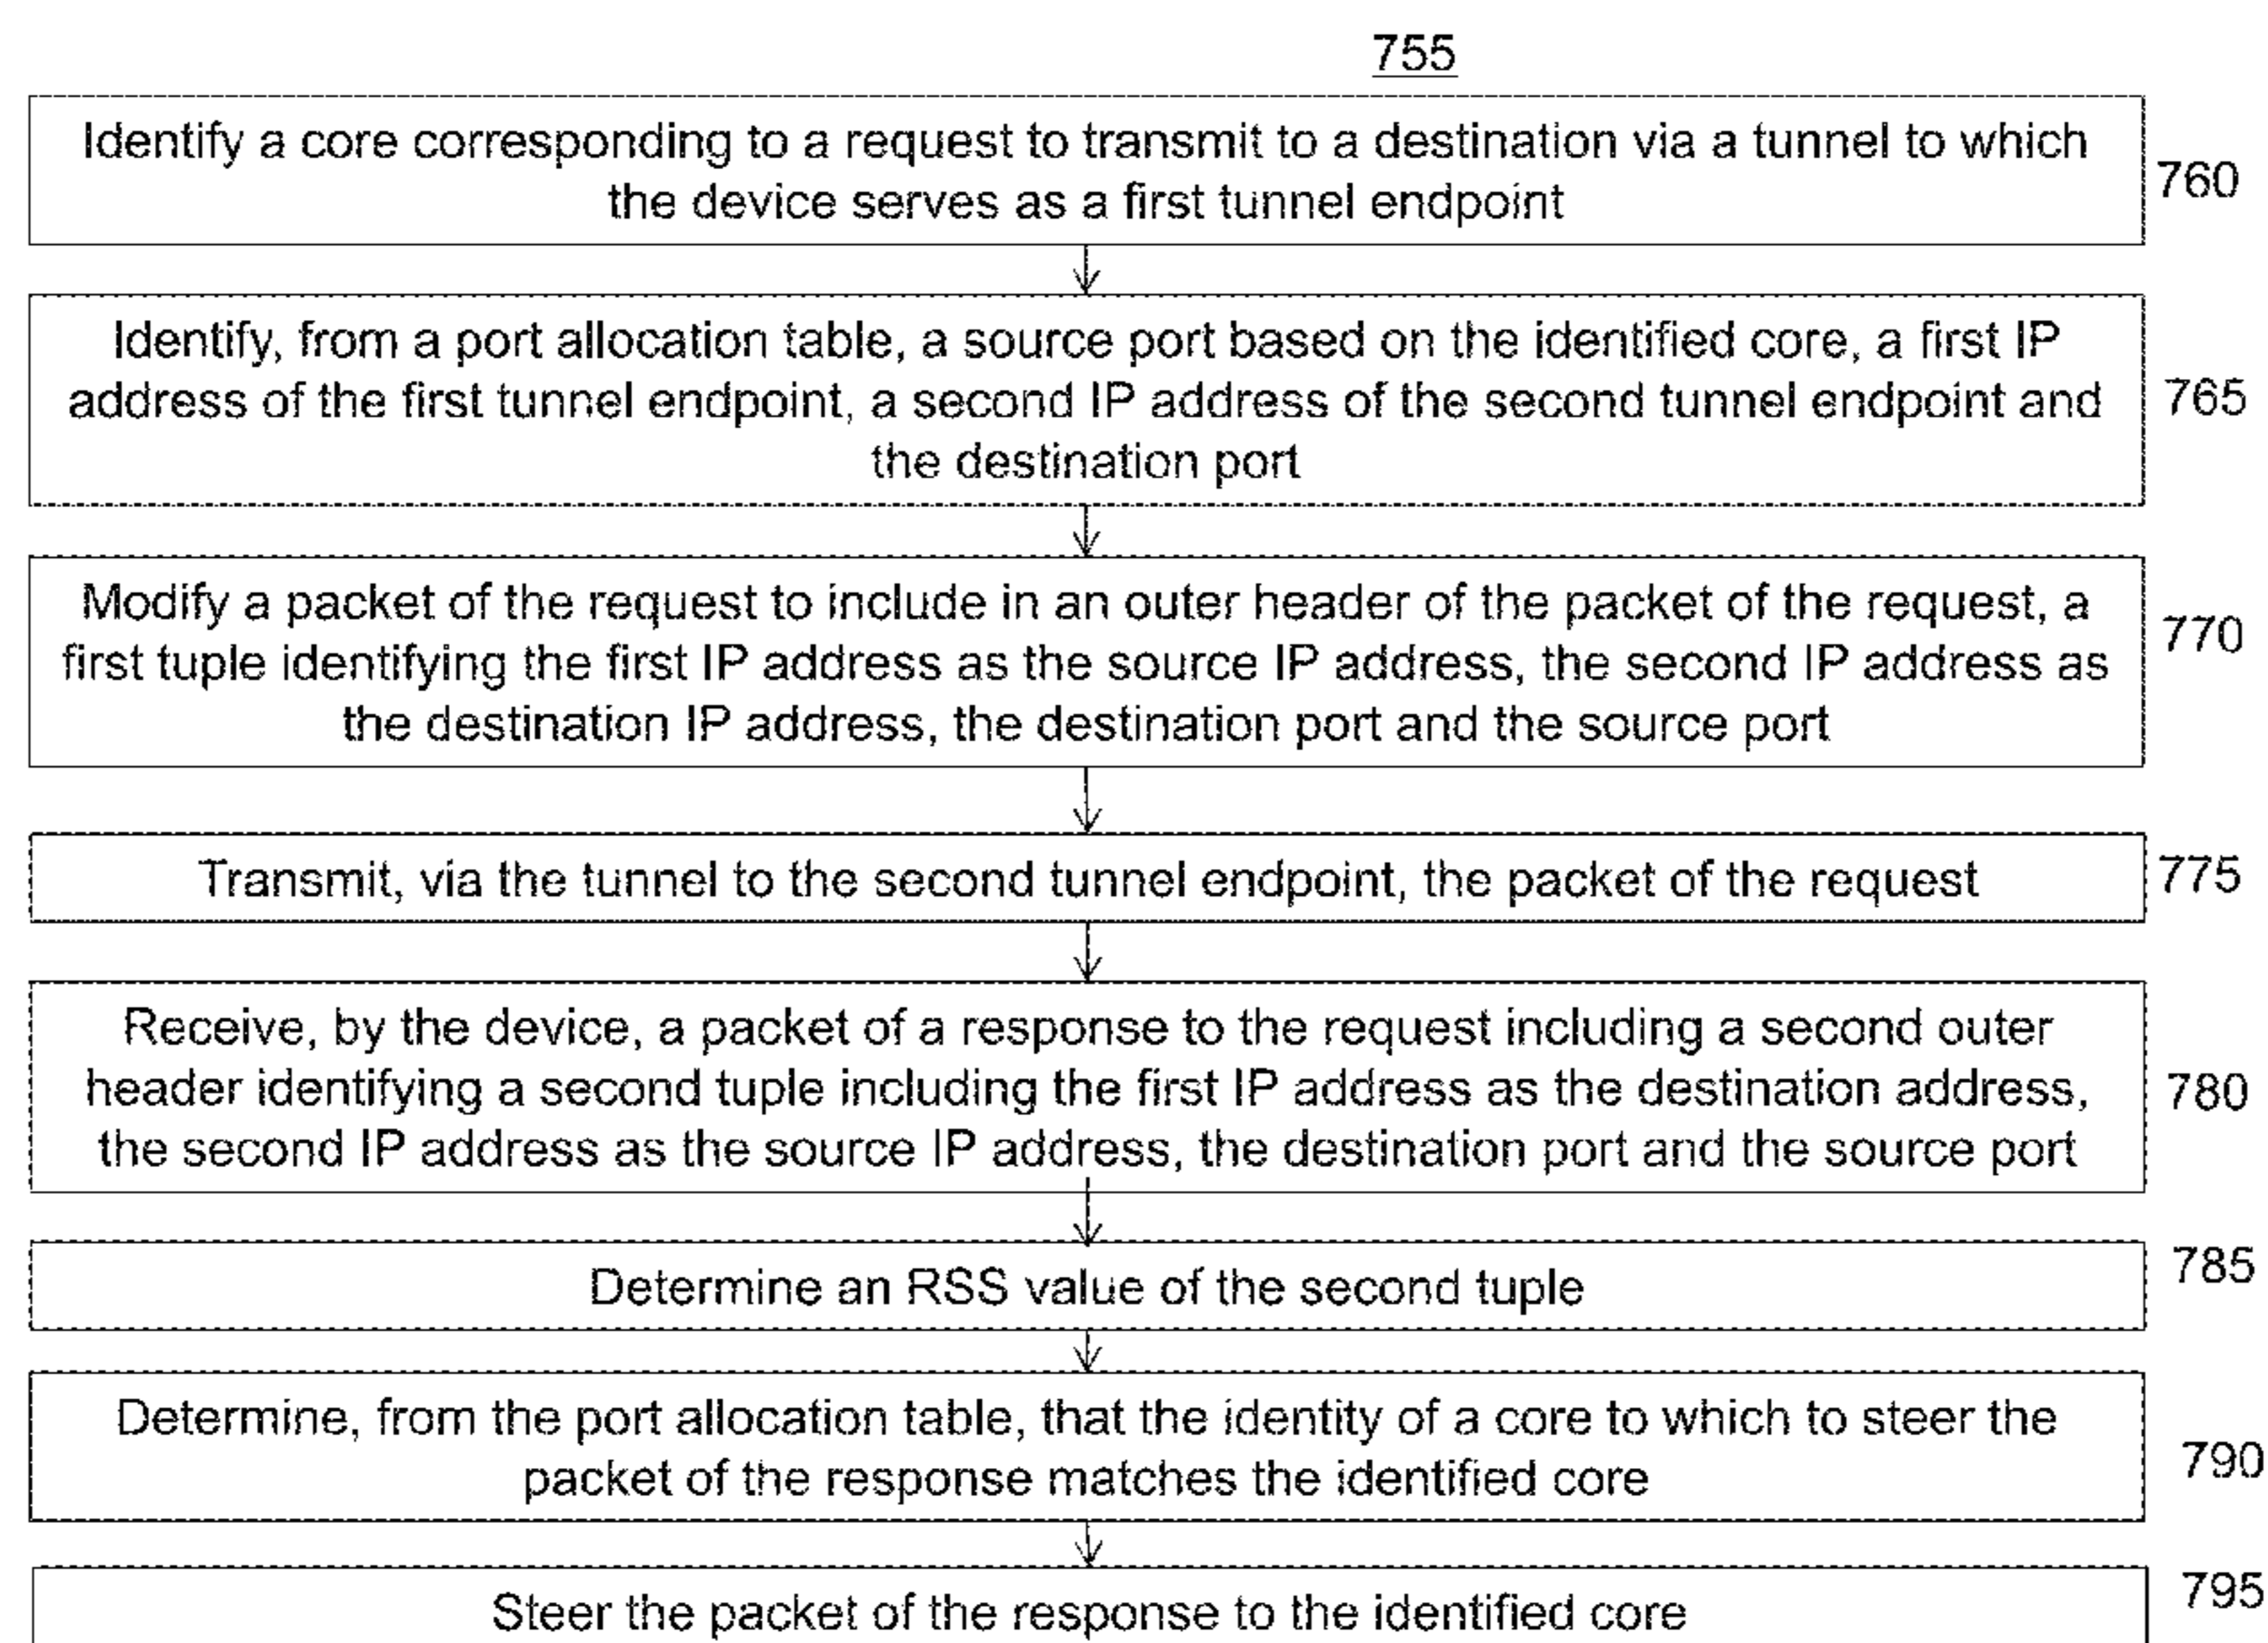 755
Identify a core corresponding to a request to transmit to a destination via a tunnel to which
the device serves as a first tunnel endpoint
760
Identify, from a port allocation table, a source port based on the identified core, a first IP
address of the first tunnel endpoint, a second IP address of the second tunnel endpoint and
the destination port
765
Modify a packet of the request to include in an outer header of the packet of the request, a
first tuple identifying the first IP address as the source IP address, the second IP address as
the destination IP address, the destination port and the source port
770
Transmit, via the tunnel to the second tunnel endpoint, the packet of the request
775
Receive, by the device, a packet of a response to the request including a second outer
header identifying a second tuple including the first IP address as the destination address,
the second IP address as the source IP address, the destination port and the source port
780
Determine an RSS value of the second tuple
785
Determine, from the port allocation table, that the identity of a core to which to steer the
packet of the response matches the identified core
790
Steer the packet of the response to the identified core
795